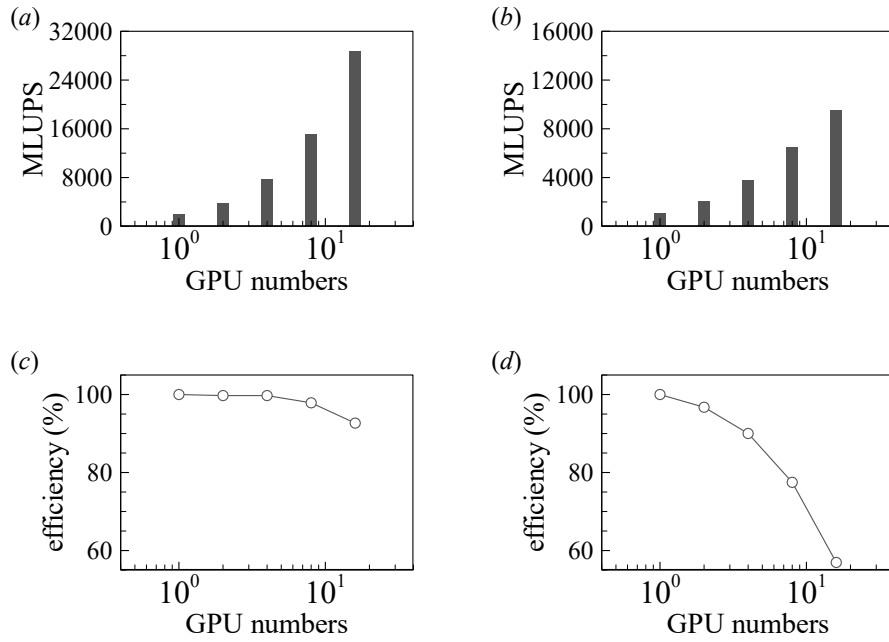 (a)
32000
24000
16000
8000
0
MLUPS
10^0
10^1
GPU numbers
(b)
16000
12000
8000
4000
0
MLUPS
10^0
10^1
GPU numbers
(c)
100
80
60
efficiency (%)
10^0
10^1
GPU numbers
(d)
100
80
60
efficiency (%)
10^0
10^1
GPU numbers